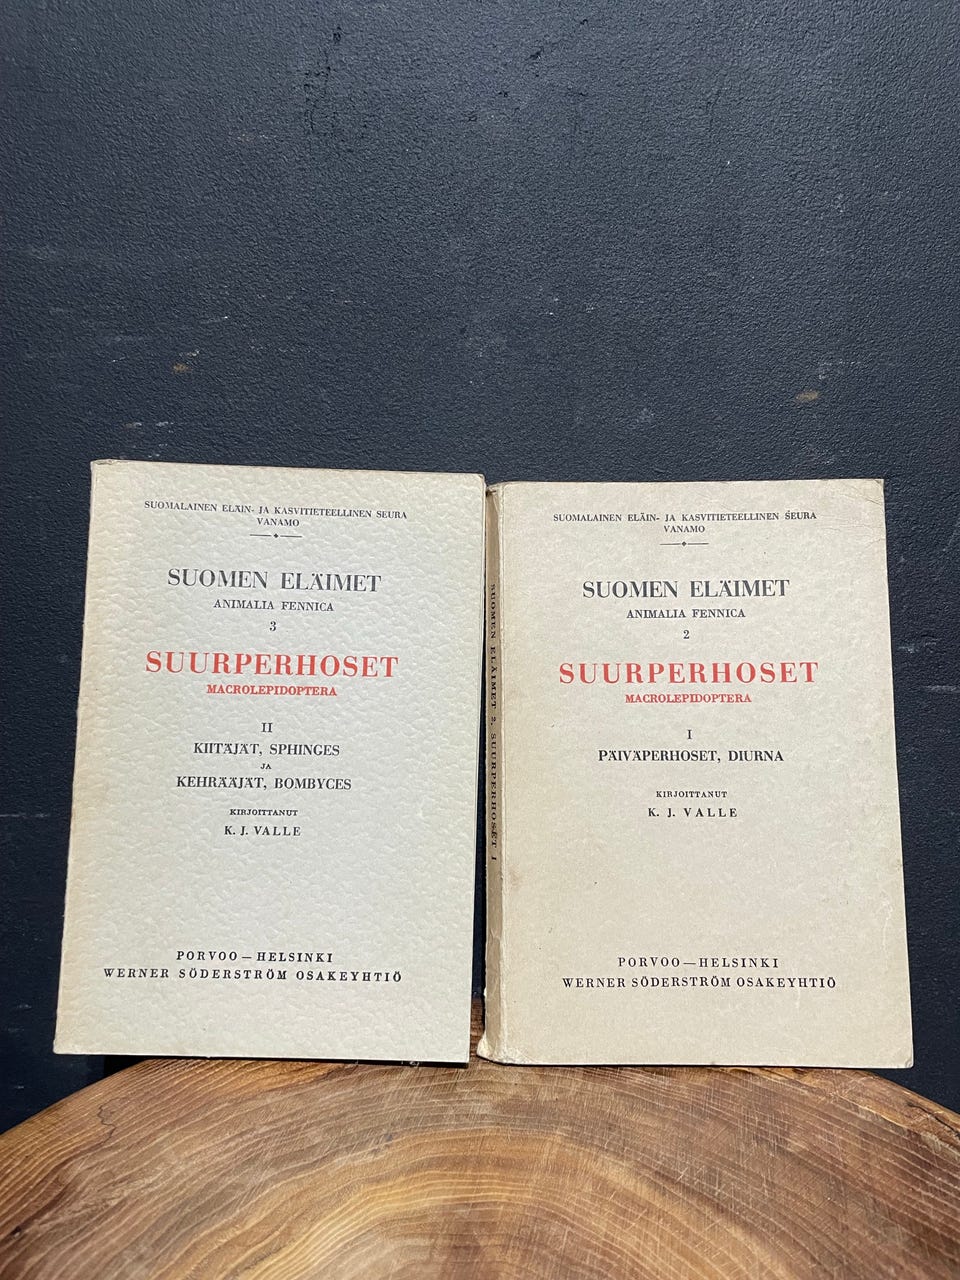 SUOMALAINEN ELÄIN- JA KASVITIETEELLINEN SEURA
VANAMO
SUOMEN ELÄIMET
ANIMALIA FENNICA
3
SUURPERHOSET
MACROLEPIDOPTERA
II
KIITÄJÄT, SPHINGES
JA
KEHRÄÄJÄT, BOMBYCES
KIRJOITTANUT
K. J. VALLE
PORVOO — HELSINKI
WERNER SÖDERSTRÖM OSAKEYHTIÖ
SUOMEN ELÄIMET 2. SUURPERHOSET I
SUOMALAINEN ELÄIN- JA KASVITIETEELLINEN SEURA
VANAMO
SUOMEN ELÄIMET
ANIMALIA FENNICA
2
SUURPERHOSET
MACROLEPIDOPTERA
I
PÄIVÄPERHOSET, DIURNA
KIRJOITTANUT
K. J. VALLE
PORVOO — HELSINKI
WERNER SÖDERSTRÖM OSAKEYHTIÖ